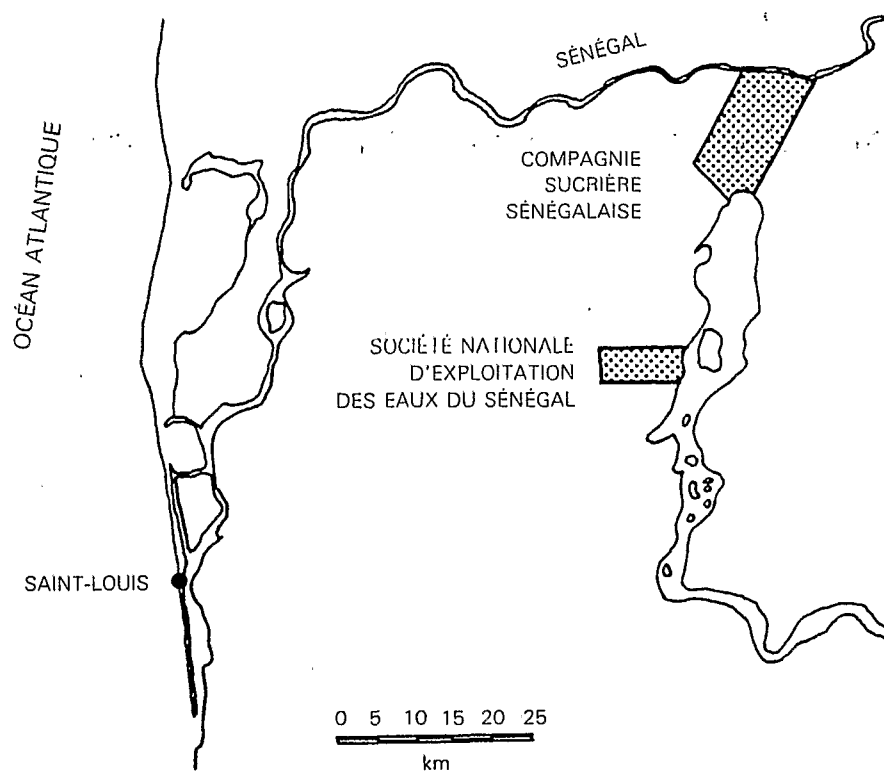 SÉNÉGAL
OCÉAN ATLANTIQUE
COMPAGNIE
SUCRIÈRE
SÉNÉGALAISE
SOCIÉTÉ NATIONALE
D'EXPLOITATION
DES EAUX DU SÉNÉGAL
SAINT-LOUIS
0 5 10 15 20 25
km